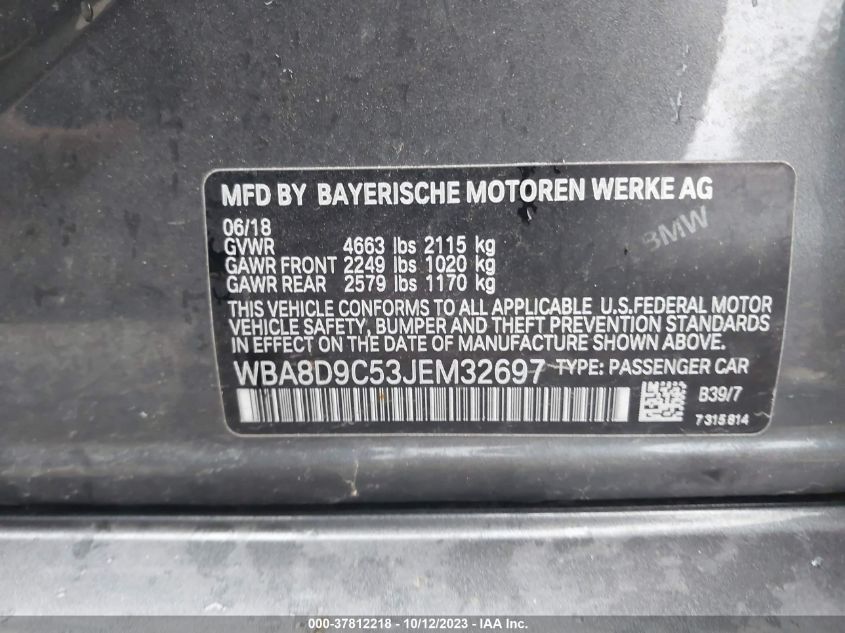 MFD BY BAYERISCHE MOTOREN WERKE AG
BMW
06/18
GVWR 4663 lbs 2115 kg
GAWR FRONT 2249 lbs 1020 kg
GAWR REAR 2579 lbs 1170 kg
THIS VEHICLE CONFORMS TO ALL APPLICABLE U.S.FEDERAL MOTOR
VEHICLE SAFETY, BUMPER AND THEFT PREVENTION STANDARDS
IN EFFECT ON THE DATE OF MANUFACTURE SHOWN ABOVE.
WBA8D9C53JEM32697 TYPE: PASSENGER CAR
B39/7
7315814
000-37812218 - 10/12/2023 - IAA Inc.